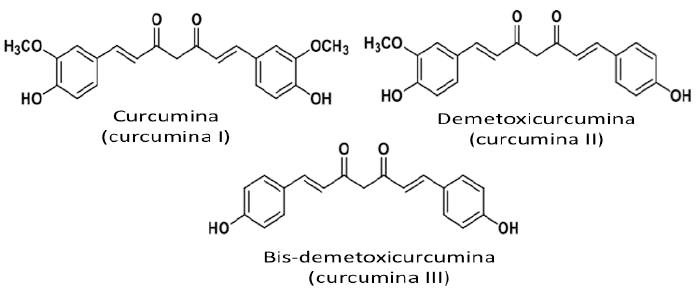 O O
H₃CO OCH₃
HO OH
Curcumina
(curcumina I)
O O
H₃CO
HO OH
Demetoxicurcumina
(curcumina II)
O O
HO OH
Bis-demetoxicurcumina
(curcumina III)